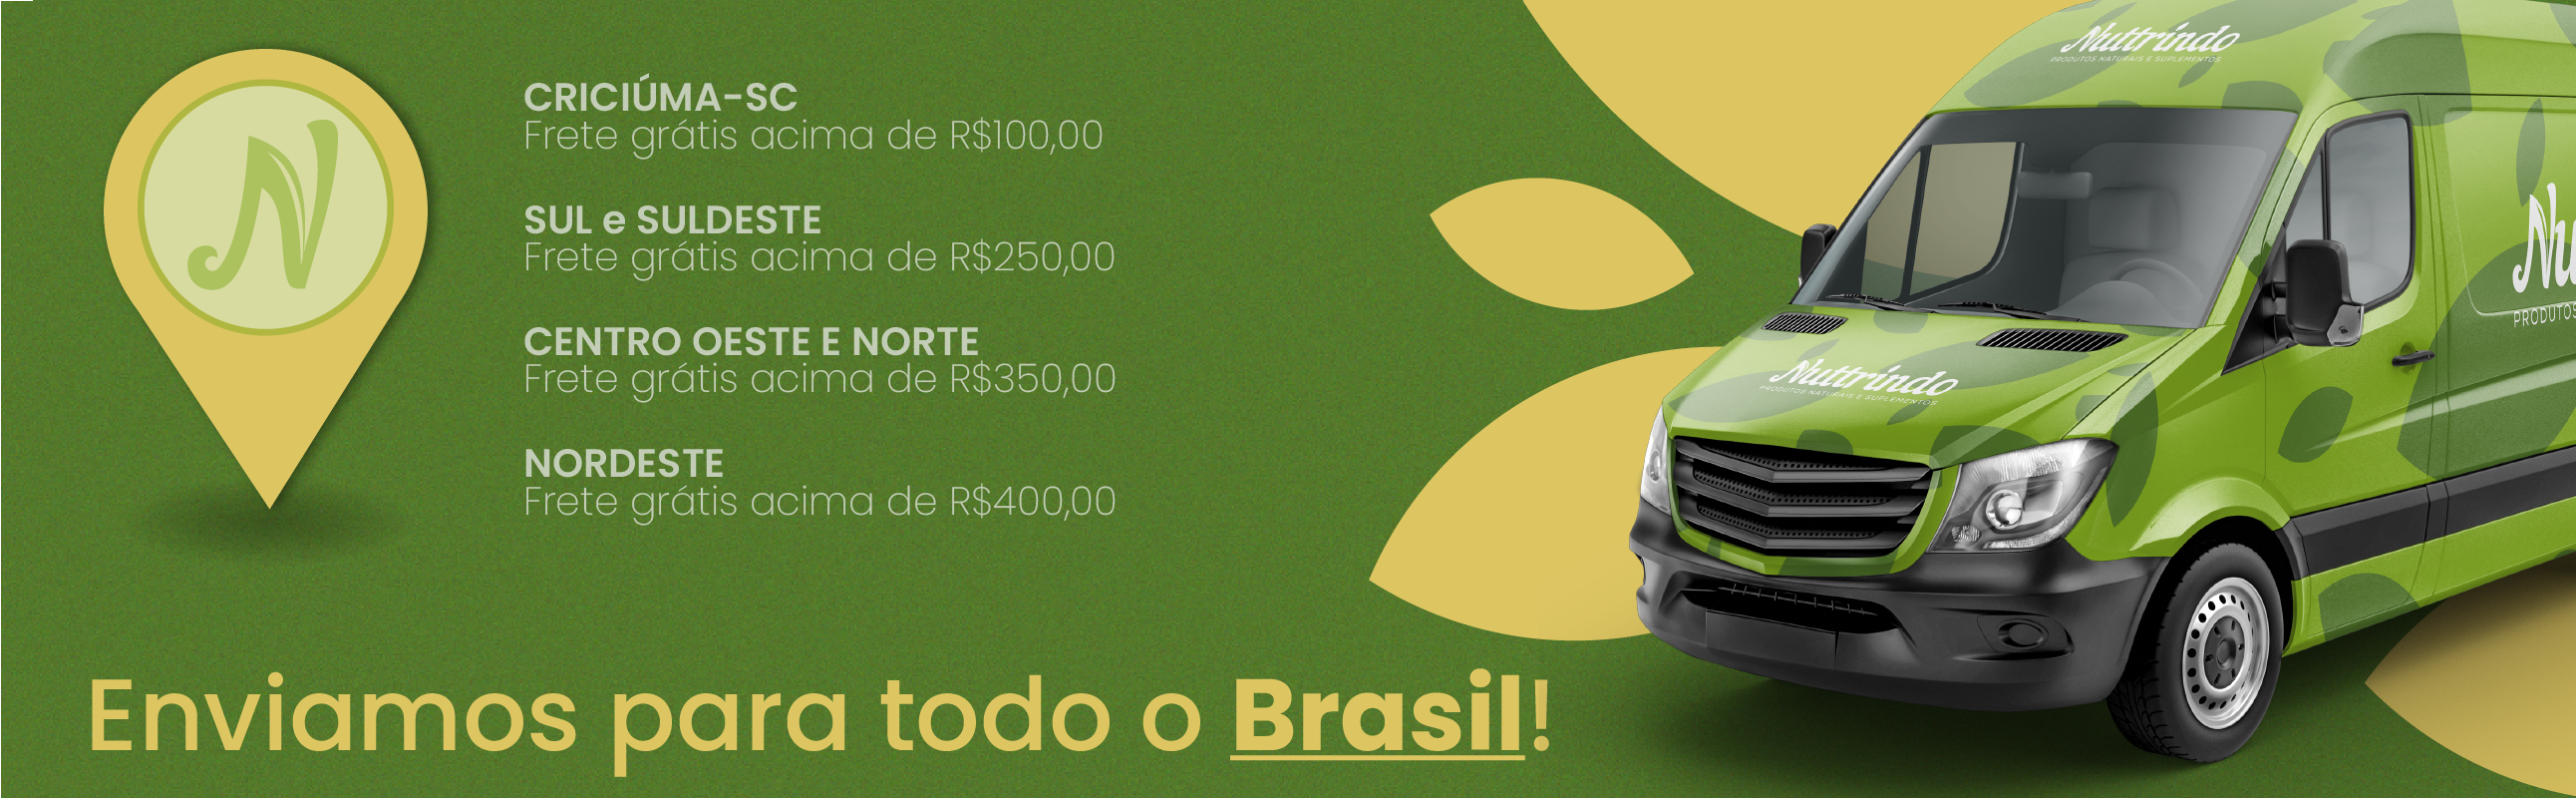 N
CRICIÚMA-SC
Frete grátis acima de R$100,00
SUL e SULDESTE
Frete grátis acima de R$250,00
CENTRO OESTE E NORTE
Frete grátis acima de R$350,00
NORDESTE
Frete grátis acima de R$400,00
Enviamos para todo o Brasil!
Nuttrindo
PRODUTOS NATURAIS E SUPLEMENTOS
Nuttrindo
PRODUTOS NATURAIS E SUPLEMENTOS
Nu
PRODUTOS